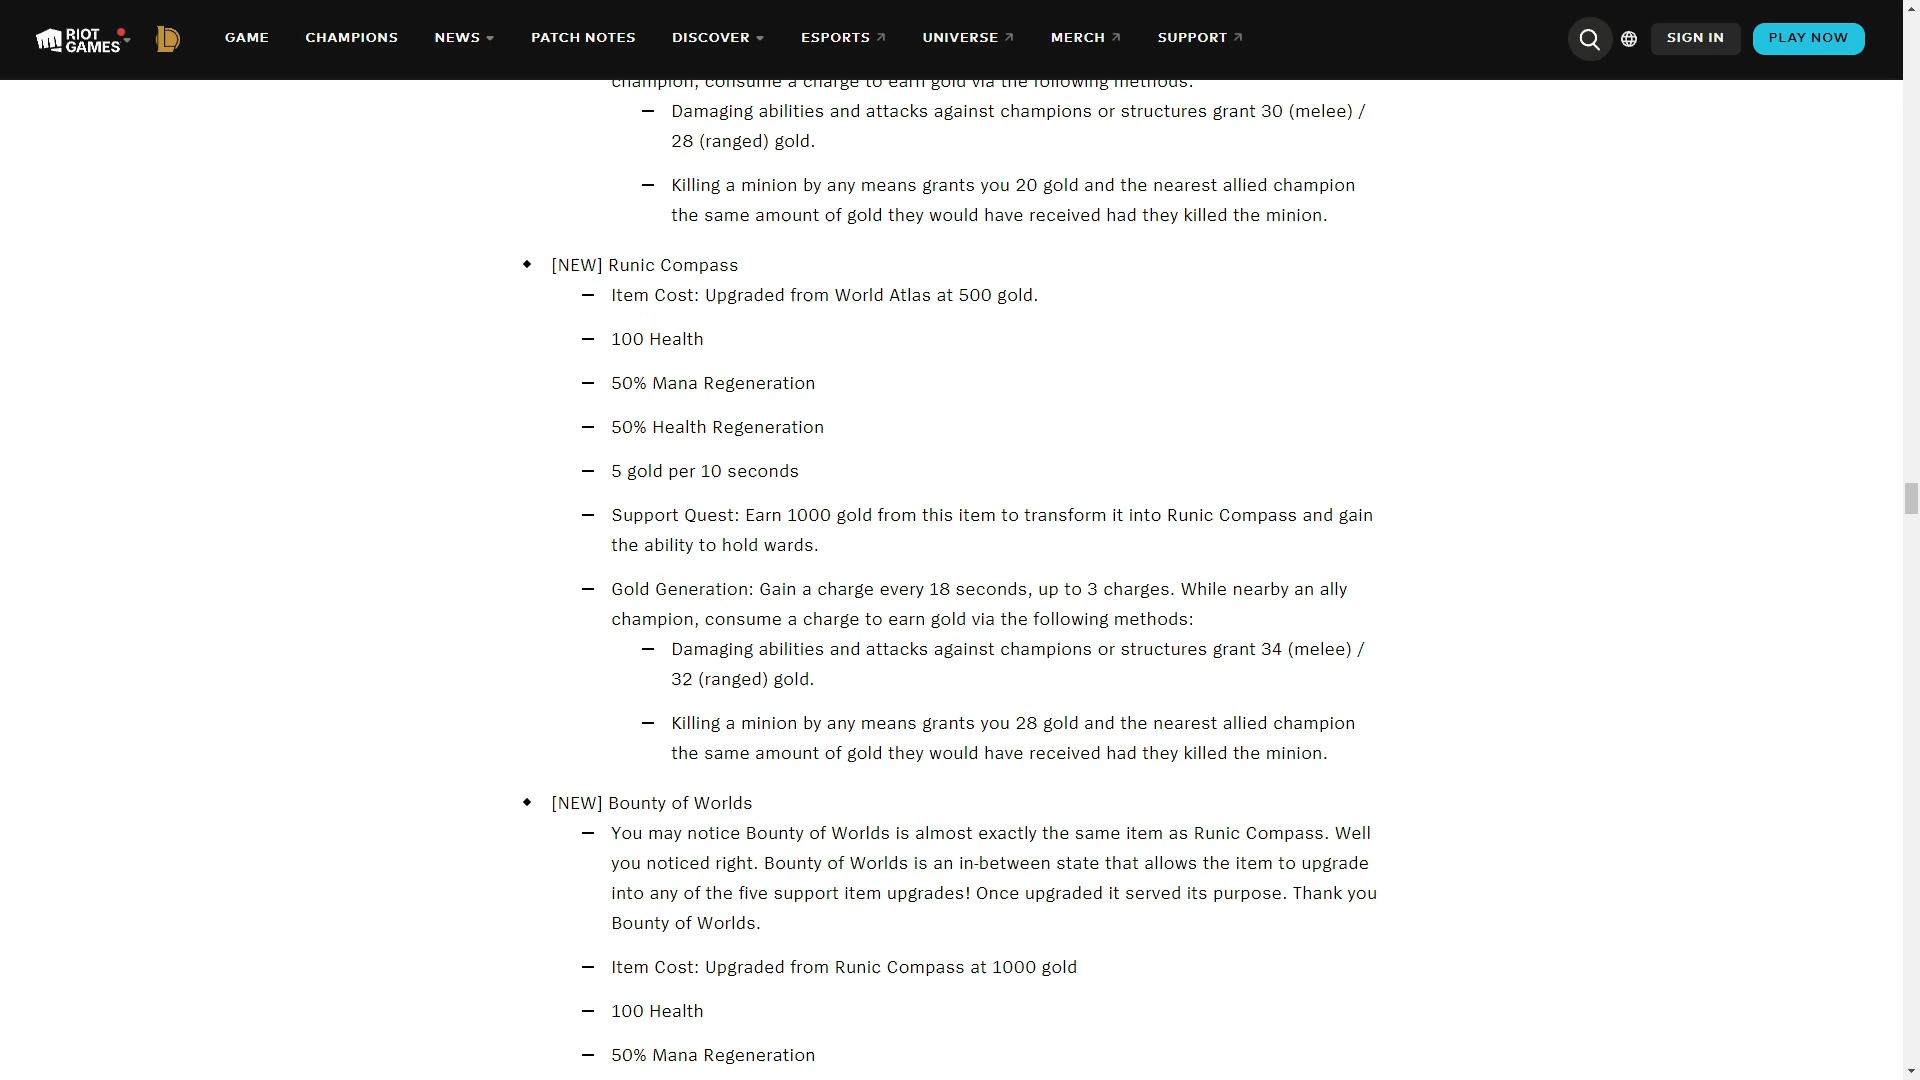 RIOT GAMES GAME CHAMPIONS NEWS PATCH NOTES DISCOVER ESPORTS UNIVERSE MERCH SUPPORT SIGN IN PLAY NOW
champion, consume a charge to earn gold via the following methods:
— Damaging abilities and attacks against champions or structures grant 30 (melee) /
28 (ranged) gold.
— Killing a minion by any means grants you 20 gold and the nearest allied champion
the same amount of gold they would have received had they killed the minion.
[NEW] Runic Compass
— Item Cost: Upgraded from World Atlas at 500 gold.
— 100 Health
— 50% Mana Regeneration
— 50% Health Regeneration
— 5 gold per 10 seconds
— Support Quest: Earn 1000 gold from this item to transform it into Runic Compass and gain
the ability to hold wards.
— Gold Generation: Gain a charge every 18 seconds, up to 3 charges. While nearby an ally
champion, consume a charge to earn gold via the following methods:
— Damaging abilities and attacks against champions or structures grant 34 (melee) /
32 (ranged) gold.
— Killing a minion by any means grants you 28 gold and the nearest allied champion
the same amount of gold they would have received had they killed the minion.
[NEW] Bounty of Worlds
— You may notice Bounty of Worlds is almost exactly the same item as Runic Compass. Well
you noticed right. Bounty of Worlds is an in-between state that allows the item to upgrade
into any of the five support item upgrades! Once upgraded it served its purpose. Thank you
Bounty of Worlds.
— Item Cost: Upgraded from Runic Compass at 1000 gold
— 100 Health
— 50% Mana Regeneration